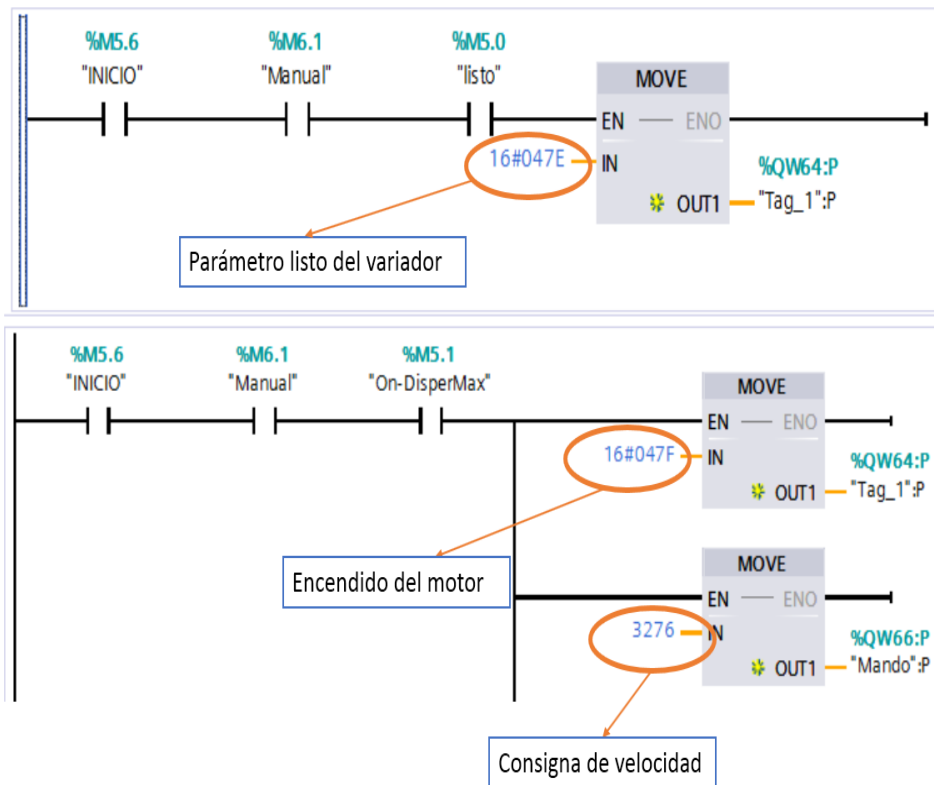 %M5.6
"INICIO"
%M6.1
"Manual"
%M5.0
"listo"
MOVE
EN
ENO
16#047E
IN
%QW64:P
OUT1
"Tag_1":P
Parámetro listo del variador
%M5.6
"INICIO"
%M6.1
"Manual"
%M5.1
"On-DisperMax"
MOVE
EN
ENO
16#047F
IN
%QW64:P
OUT1
"Tag_1":P
Encendido del motor
MOVE
EN
ENO
3276
IN
%QW66:P
OUT1
"Mando":P
Consigna de velocidad